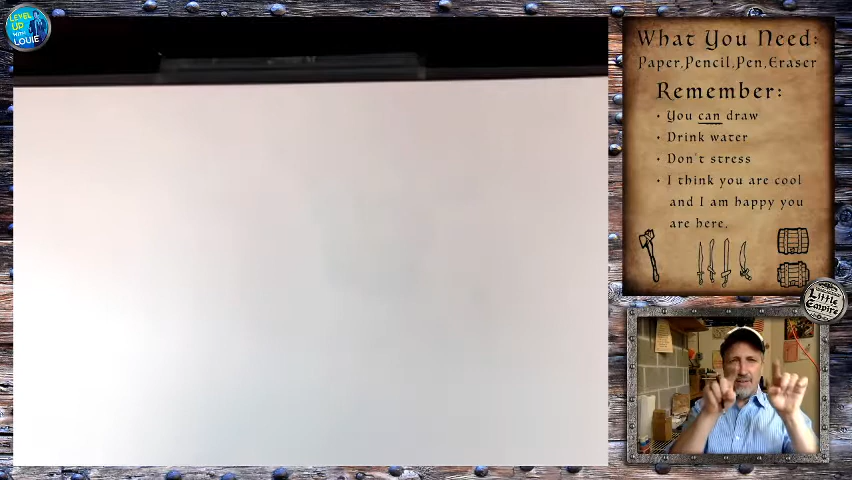 LEVEL
UP
WITH
LOUIE
What You Need:
Paper,Pencil,Pen,Eraser
Remember:
• You can draw
• Drink water
• Don't stress
• I think you are cool
and I am happy you
are here.
Little
Empire